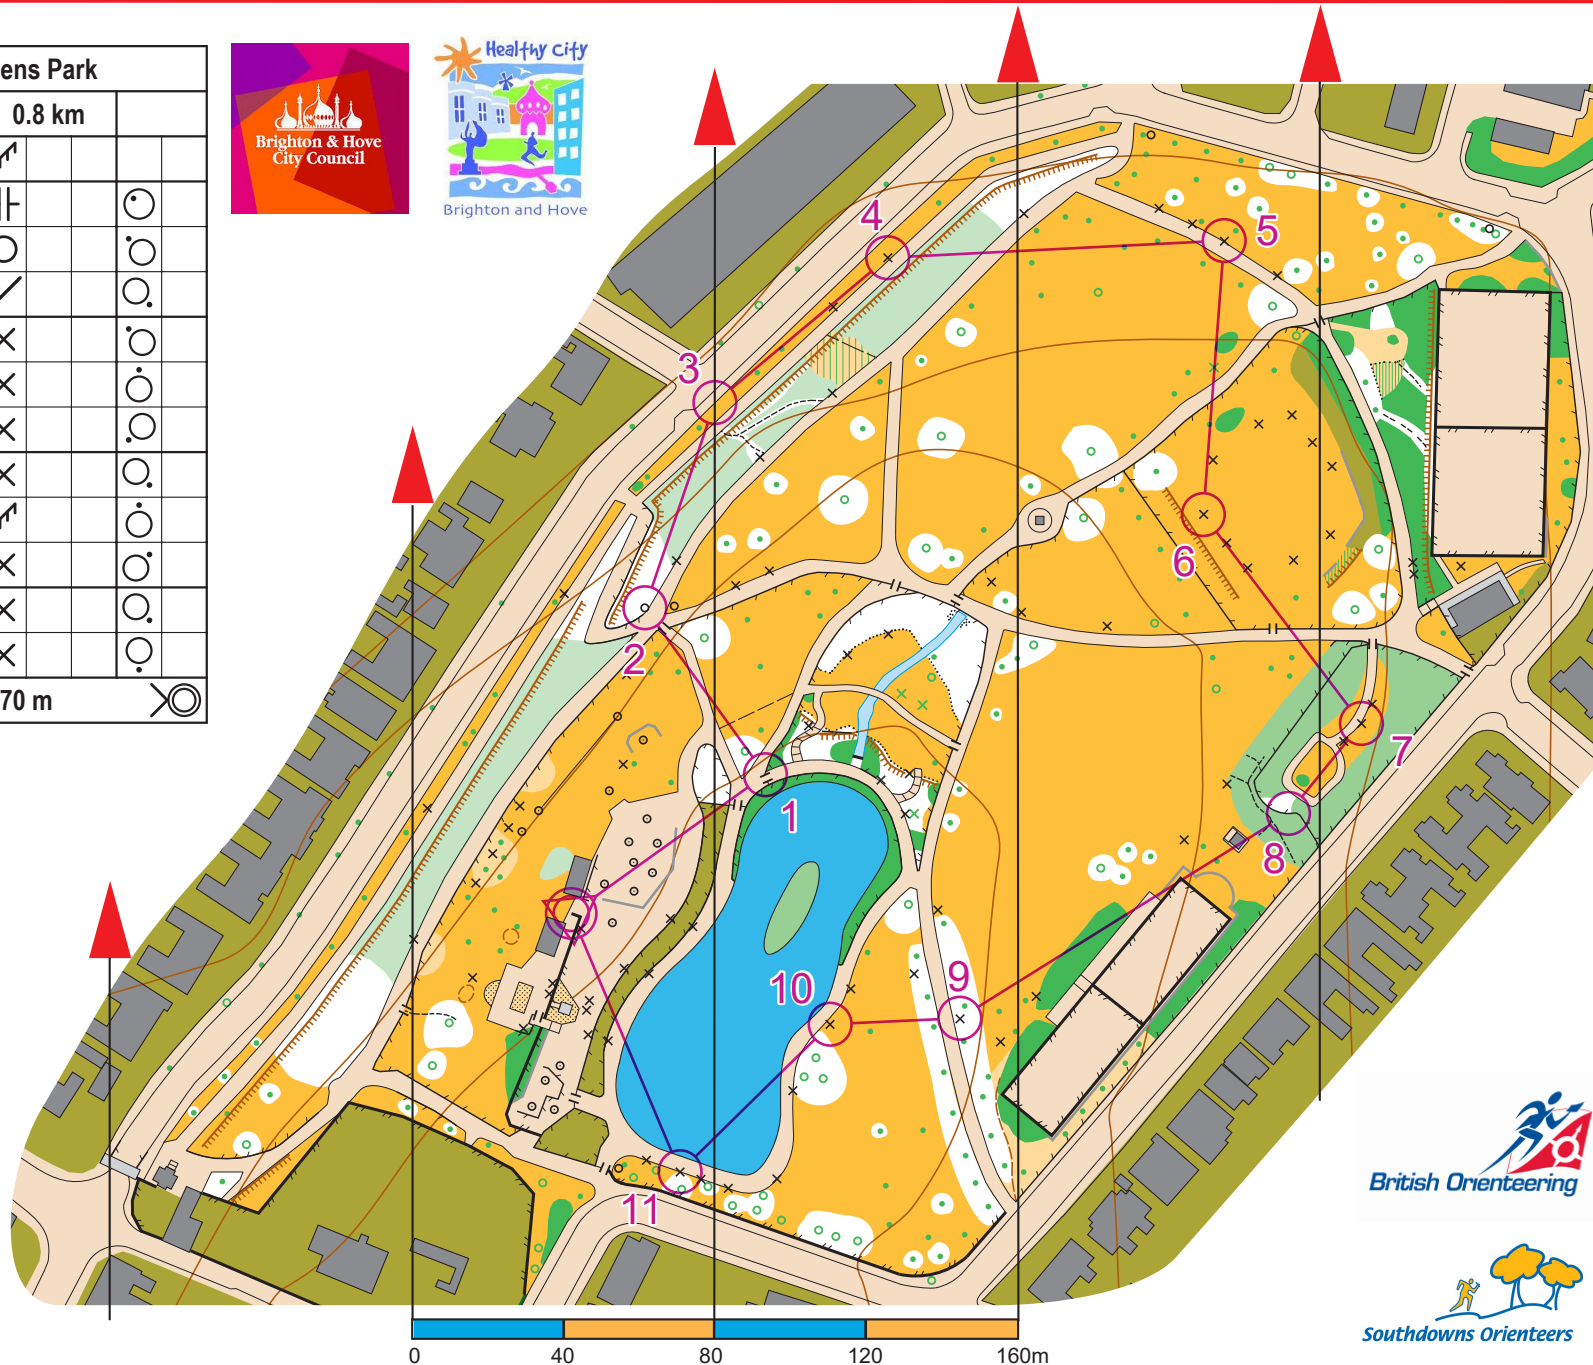 ens Park
0.8 km
70 m
Brighton & Hove
City Council
Healthy City
Brighton and Hove
4
5
3
6
2
7
1
8
9
10
11
British Orienteering
Southdowns Orienteers
0 40 80 120 160m